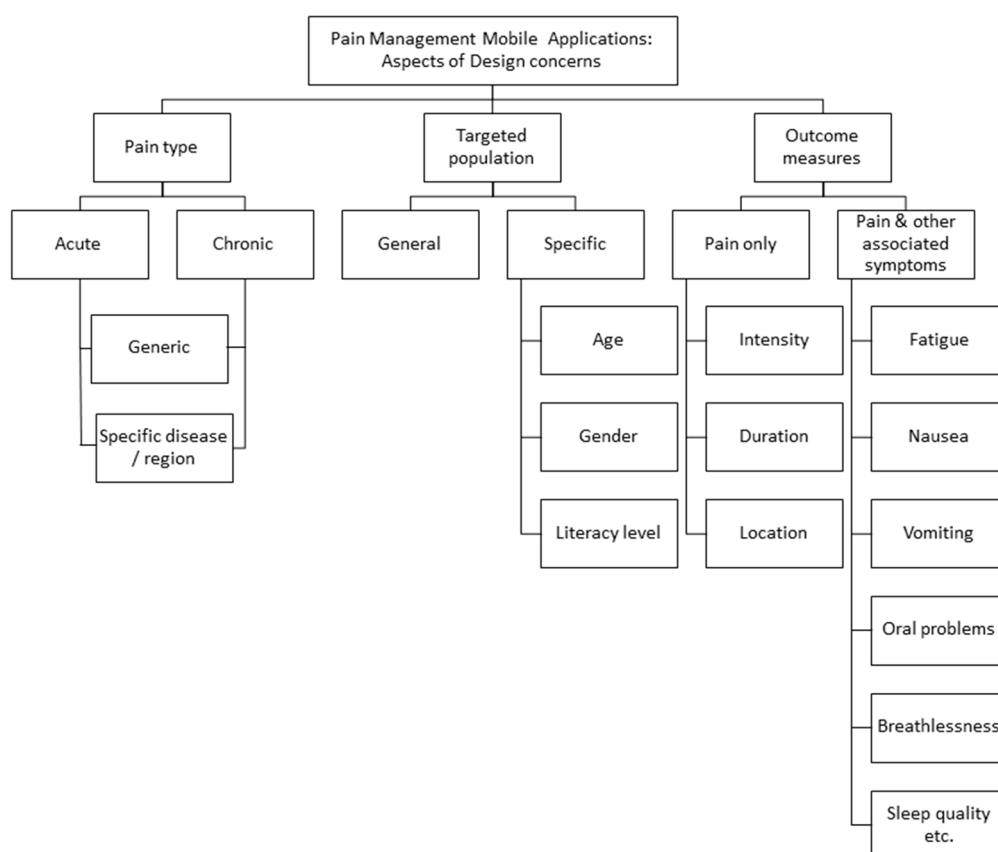 Pain Management Mobile Applications:
Aspects of Design concerns
Pain type
Targeted
population
Outcome
measures
Acute
Chronic
General
Specific
Pain only
Pain & other
associated
symptoms
Generic
Specific disease
/ region
Age
Gender
Literacy level
Intensity
Duration
Location
Fatigue
Nausea
Vomiting
Oral problems
Breathlessness
Sleep quality
etc.